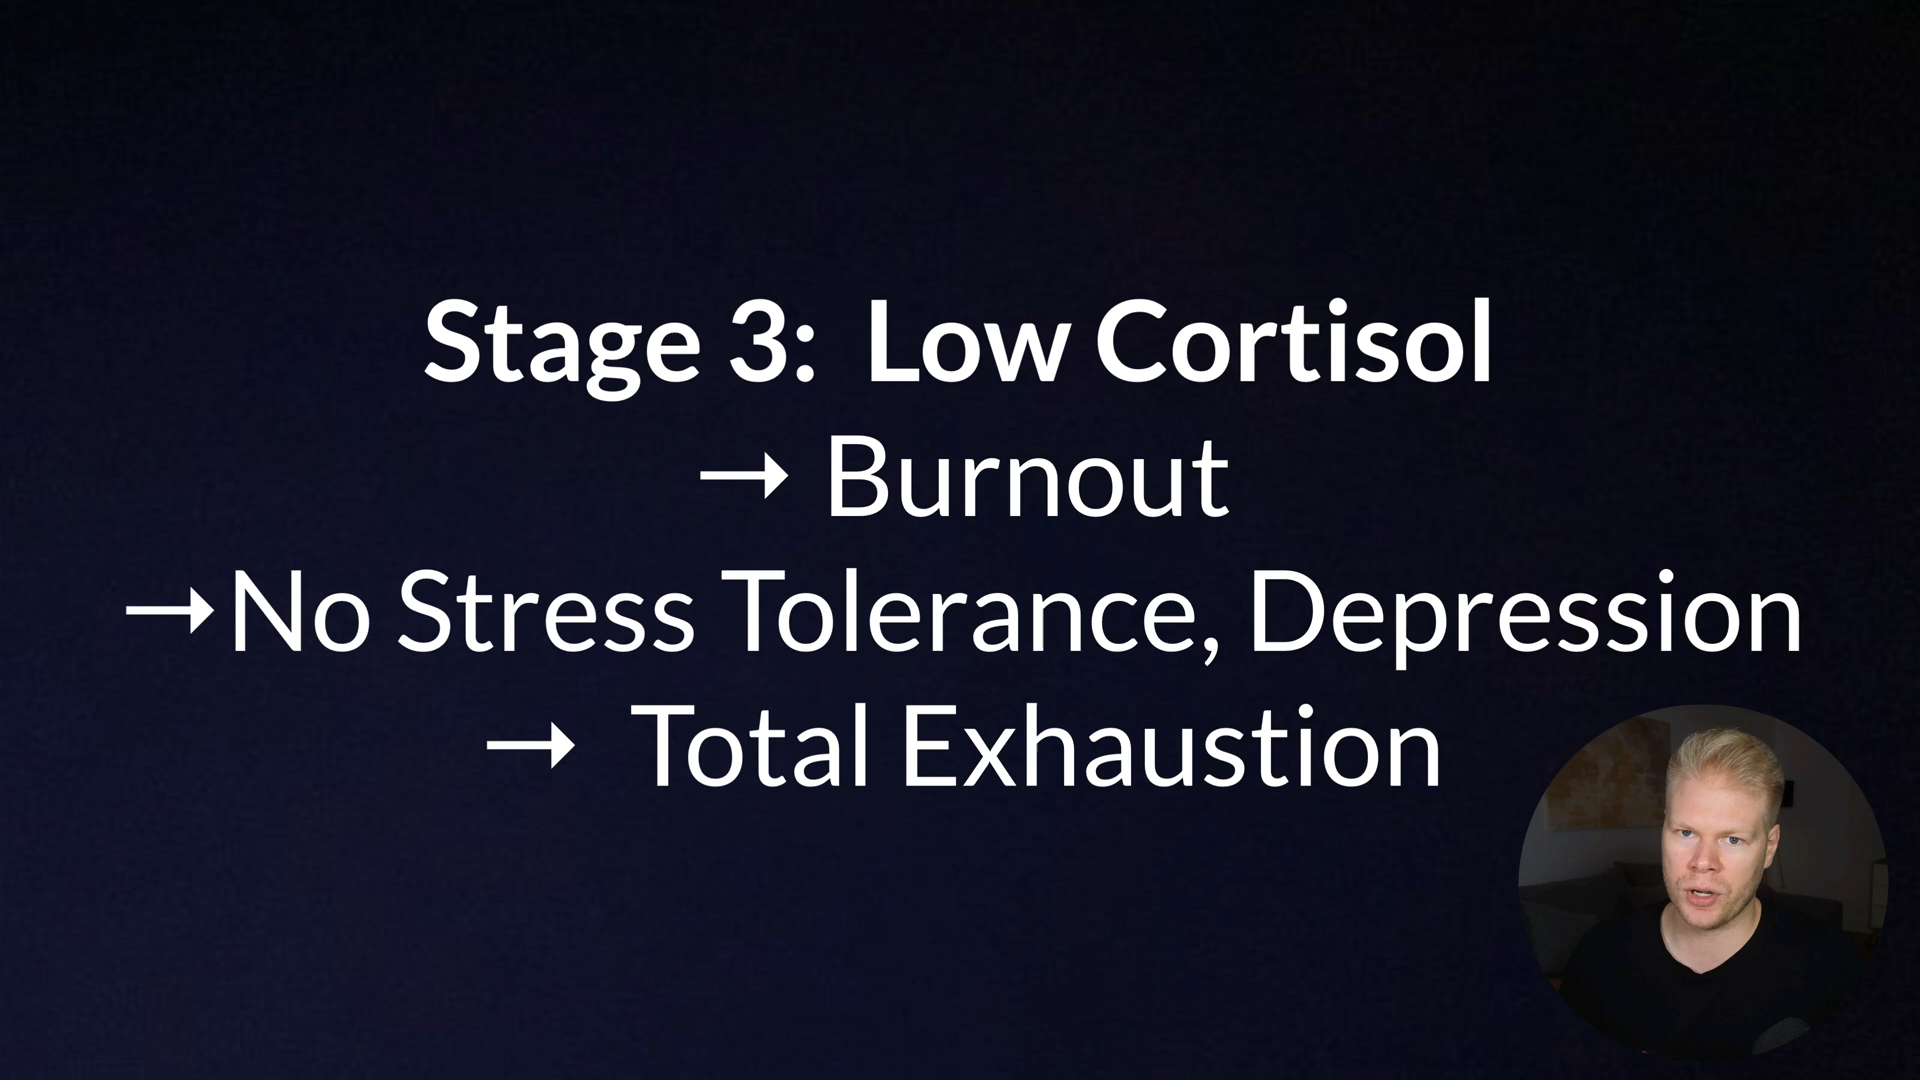 Stage 3:  Low Cortisol
→ Burnout
→No Stress Tolerance, Depression
→ Total Exhaustion